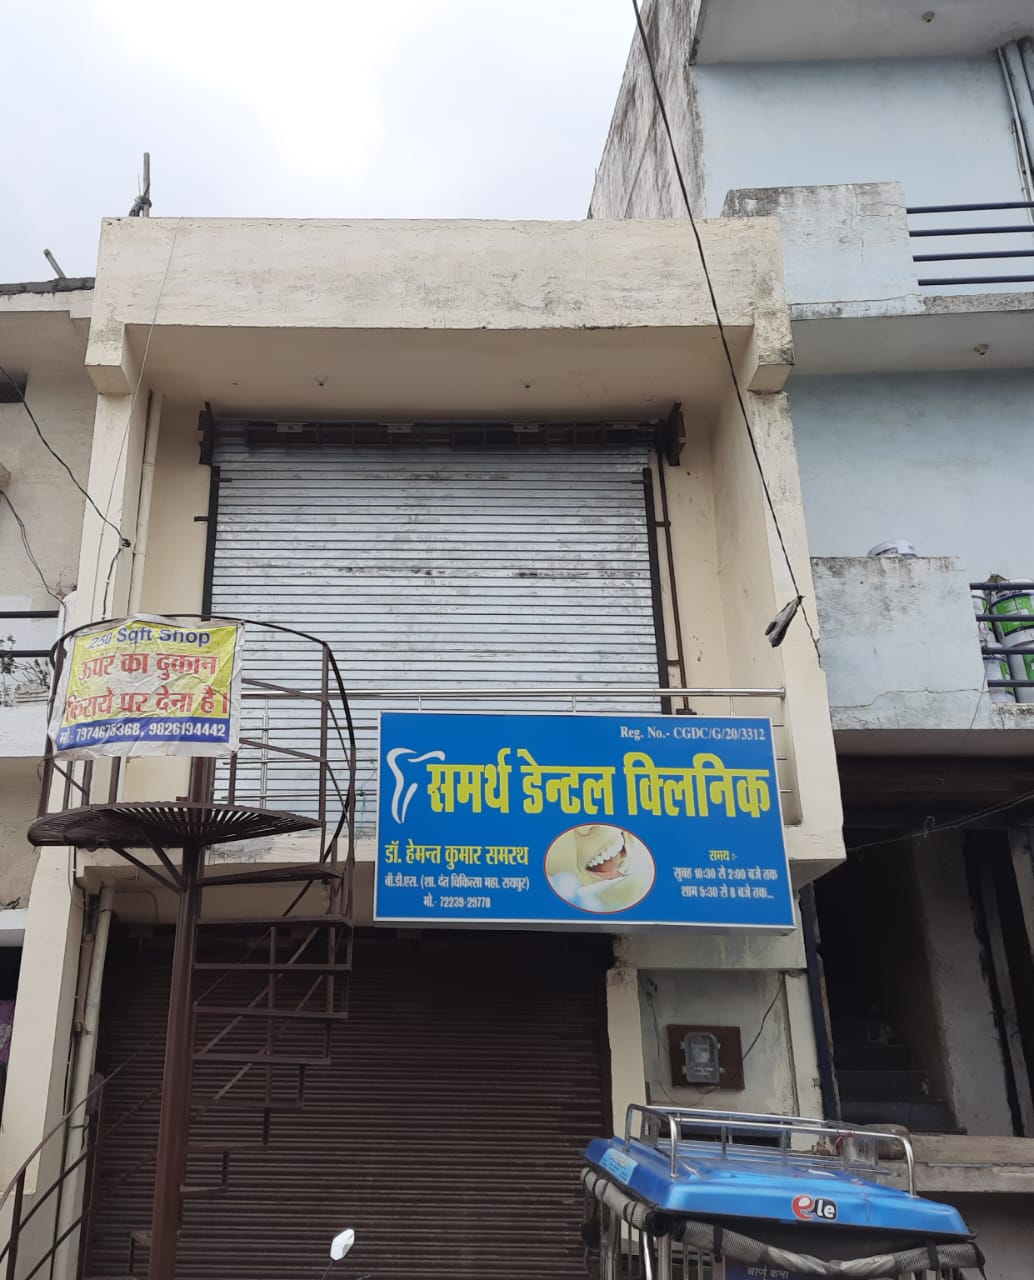 250 Sqft Shop
ऊपर का दुकान
किराये पर देना है।
मो.- 7974675368, 9826194442
Reg. No.- CGDC/G/20/3312
समर्थ डेन्टल क्लिनिक
डॉ. हेमन्त कुमार समरथ
बी.डी.एस. (शा. दंत चिकित्सा महा. रायपुर)
मो.- 72239-29778
समय :-
सुबह 10:30 से 2:00 बजे तक
शाम 5:30 से 8 बजे तक...
ele